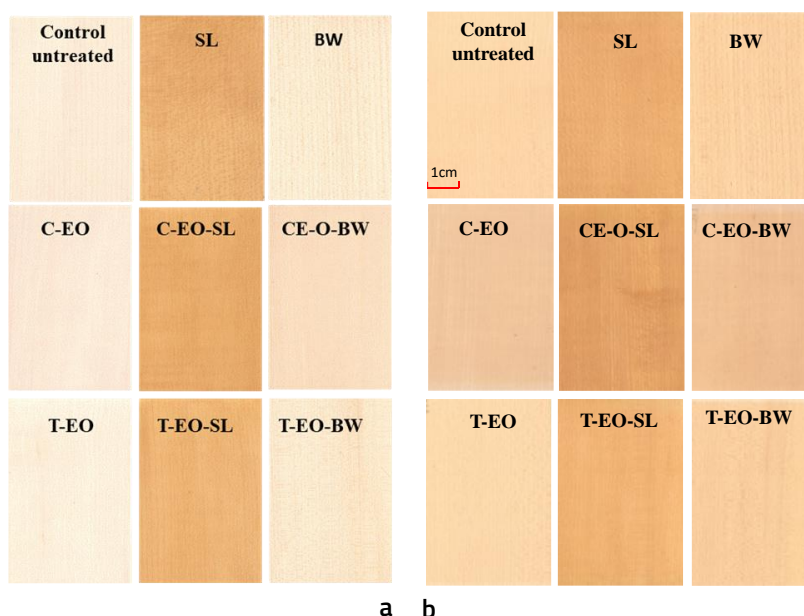 Control
untreated
SL
BW
C-EO
C-EO-SL
CE-O-BW
T-EO
T-EO-SL
T-EO-BW
a
Control
untreated
SL
BW
1cm
C-EO
CE-O-SL
C-EO-BW
T-EO
T-EO-SL
T-EO-BW
b